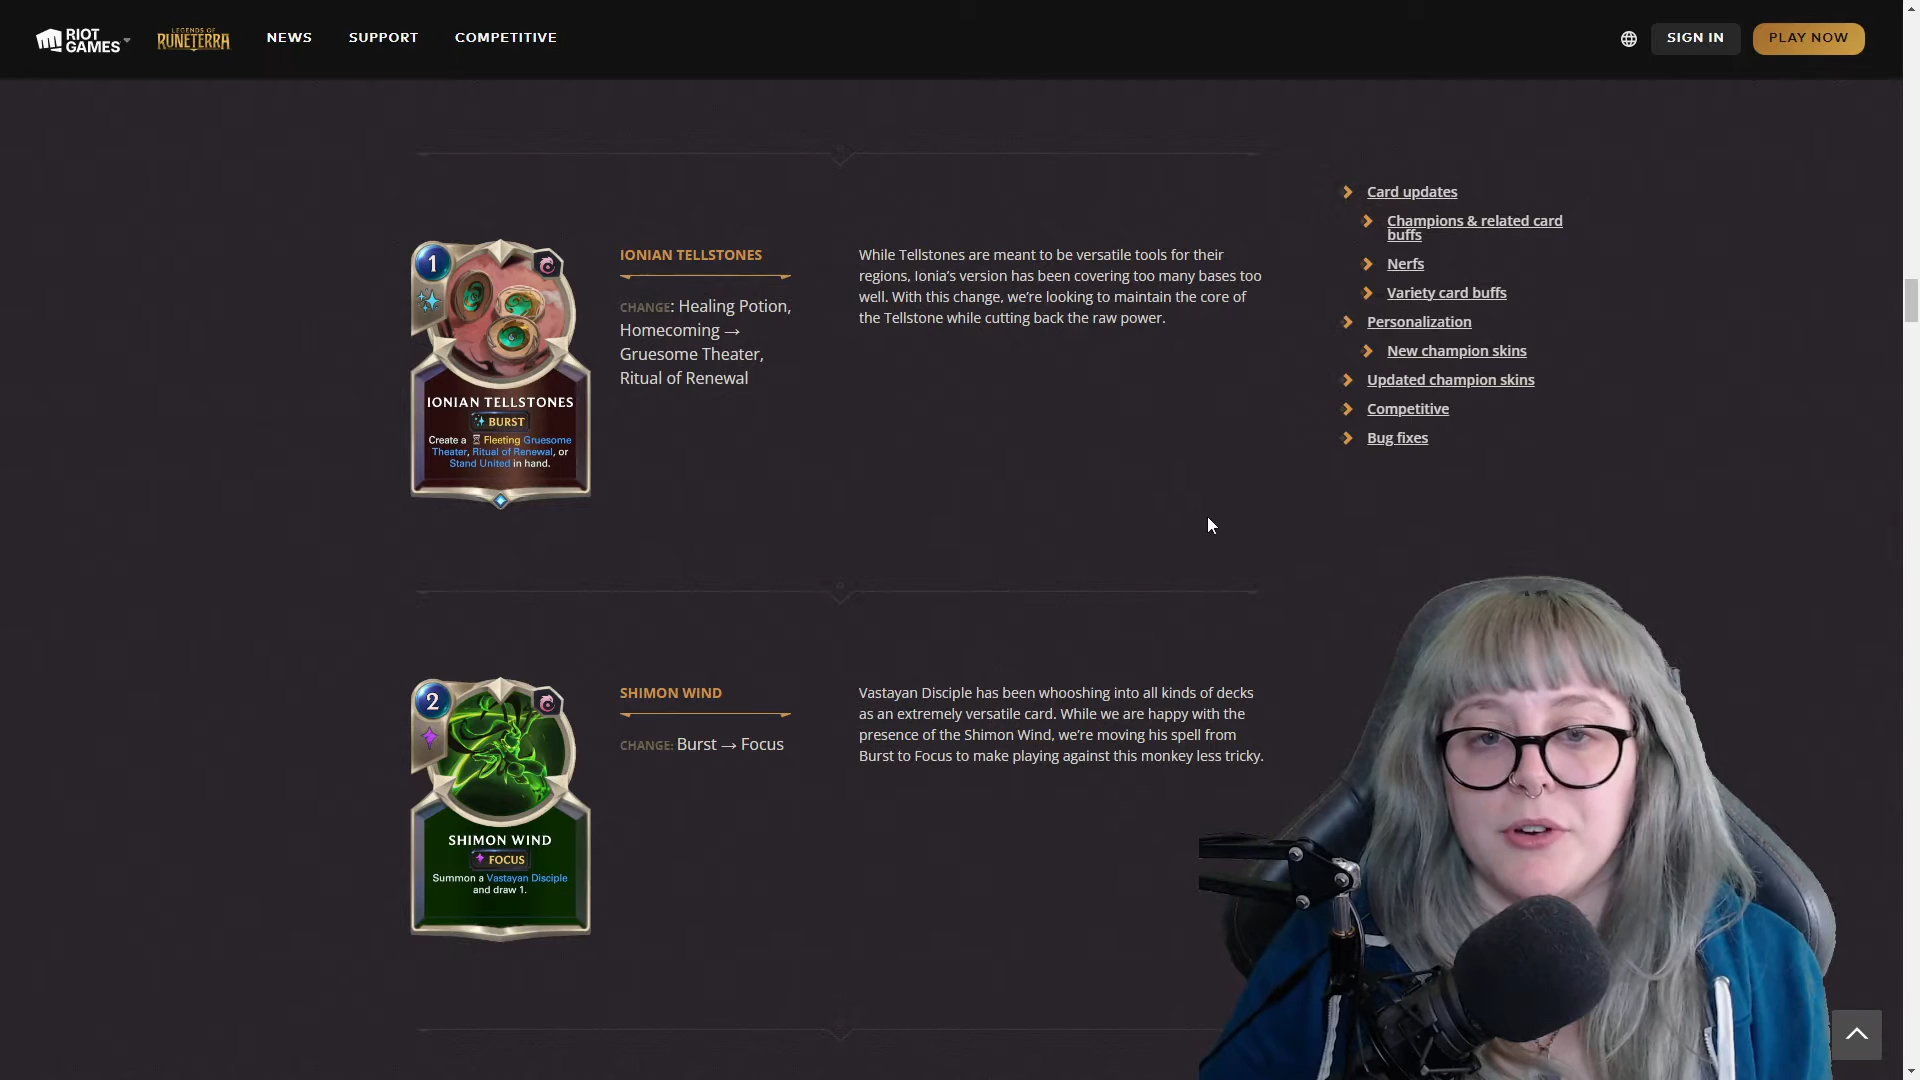 RIOT
GAMES
LEGENDS OF
RUNETERRA
NEWS
SUPPORT
COMPETITIVE
SIGN IN
PLAY NOW
1
IONIAN TELLSTONES
BURST
Create a Fleeting Gruesome
Theater, Ritual of Renewal, or
Stand United in hand.
IONIAN TELLSTONES
CHANGE: Healing Potion,
Homecoming →
Gruesome Theater,
Ritual of Renewal
While Tellstones are meant to be versatile tools for their
regions, Ionia’s version has been covering too many bases too
well. With this change, we’re looking to maintain the core of
the Tellstone while cutting back the raw power.
Card updates
Champions & related card
buffs
Nerfs
Variety card buffs
Personalization
New champion skins
Updated champion skins
Competitive
Bug fixes
2
SHIMON WIND
FOCUS
Summon a Vastayan Disciple
and draw 1.
SHIMON WIND
CHANGE: Burst → Focus
Vastayan Disciple has been whooshing into all kinds of decks
as an extremely versatile card. While we are happy with the
presence of the Shimon Wind, we’re moving his spell from
Burst to Focus to make playing against this monkey less tricky.